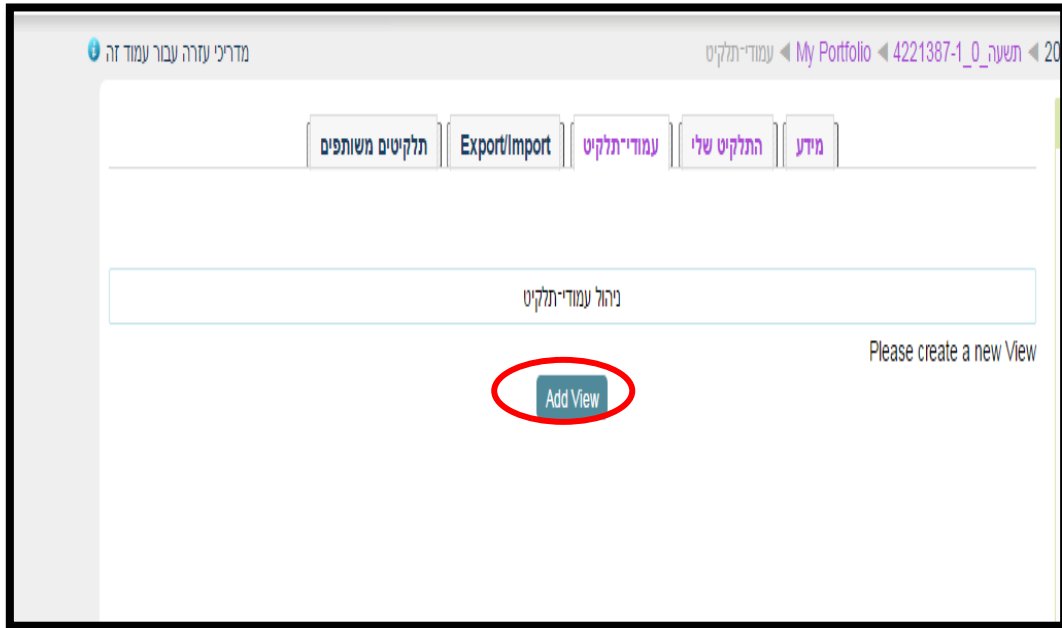 20 ◀ תשעה_0_4221387-1 ◀ My Portfolio ◀ עמודי־תלקיט
מדריכי עזרה עבור עמוד זה
מידע התלקיט שלי עמודי־תלקיט Export/Import תלקיטים משותפים
ניהול עמודי־תלקיט
Please create a new View
Add View